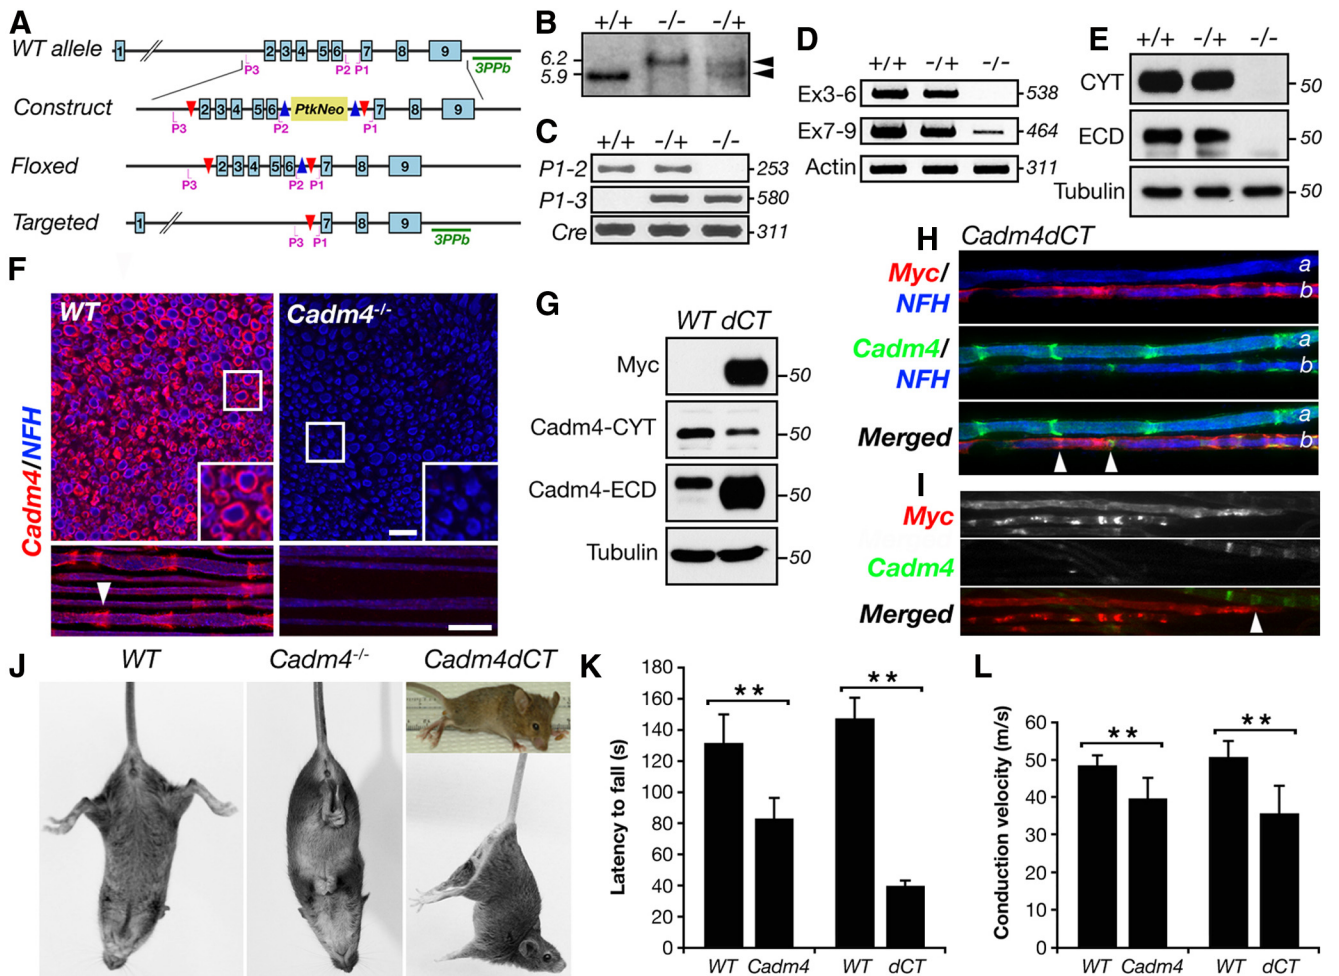 A
WT allele
1 2 3 4 5 6 7 8 9
P3 P2 P1 3PPb
Construct
2 3 4 5 6 PtkNeo 7 8 9
P3 P2 P1
Floxed
2 3 4 5 6 7 8 9
P3 P2 P1
Targeted
1 7 8 9
P3 P1 3PPb
B
+/+ -/- -/+
6.2
5.9
C
+/+ -/+ -/-
P1-2 253
P1-3 580
Cre 311
D
+/+ -/+ -/-
Ex3-6 538
Ex7-9 464
Actin 311
E
+/+ -/+ -/-
CYT 50
ECD 50
Tubulin 50
F
WT Cadm4-/-
Cadm4/NFH
G
WT dCT
Myc 50
Cadm4-CYT 50
Cadm4-ECD 50
Tubulin 50
H
Cadm4dCT
Myc/
NFH
a
b
Cadm4/
NFH
a
b
Merged
a
b
I
Myc
Cadm4
Merged
J
WT Cadm4-/- Cadm4dCT
K
Latency to fall (s)
180
160
140
120
100
80
60
40
20
0
** **
WT Cadm4 WT dCT
L
Conduction velocity (m/s)
60
50
40
30
20
10
0
** **
WT Cadm4 WT dCT